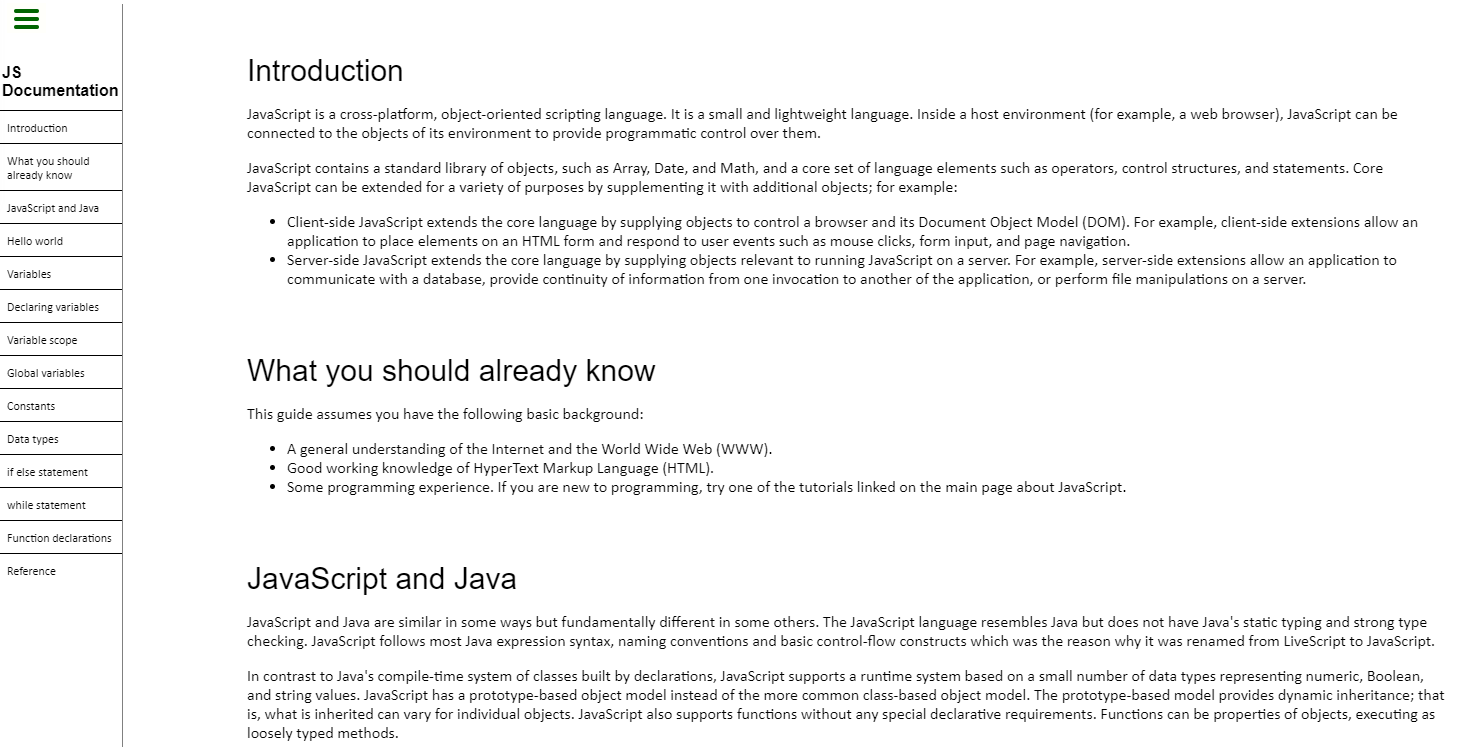 JS
Documentation
Introduction
What you should
already know
JavaScript and Java
Hello world
Variables
Declaring variables
Variable scope
Global variables
Constants
Data types
if else statement
while statement
Function declarations
Reference
Introduction
JavaScript is a cross-platform, object-oriented scripting language. It is a small and lightweight language. Inside a host environment (for example, a web browser), JavaScript can be
connected to the objects of its environment to provide programmatic control over them.
JavaScript contains a standard library of objects, such as Array, Date, and Math, and a core set of language elements such as operators, control structures, and statements. Core
JavaScript can be extended for a variety of purposes by supplementing it with additional objects; for example:
• Client-side JavaScript extends the core language by supplying objects to control a browser and its Document Object Model (DOM). For example, client-side extensions allow an
application to place elements on an HTML form and respond to user events such as mouse clicks, form input, and page navigation.
• Server-side JavaScript extends the core language by supplying objects relevant to running JavaScript on a server. For example, server-side extensions allow an application to
communicate with a database, provide continuity of information from one invocation to another of the application, or perform file manipulations on a server.
What you should already know
This guide assumes you have the following basic background:
• A general understanding of the Internet and the World Wide Web (WWW).
• Good working knowledge of HyperText Markup Language (HTML).
• Some programming experience. If you are new to programming, try one of the tutorials linked on the main page about JavaScript.
JavaScript and Java
JavaScript and Java are similar in some ways but fundamentally different in some others. The JavaScript language resembles Java but does not have Java's static typing and strong type
checking. JavaScript follows most Java expression syntax, naming conventions and basic control-flow constructs which was the reason why it was renamed from LiveScript to JavaScript.
In contrast to Java's compile-time system of classes built by declarations, JavaScript supports a runtime system based on a small number of data types representing numeric, Boolean,
and string values. JavaScript has a prototype-based object model instead of the more common class-based object model. The prototype-based model provides dynamic inheritance; that
is, what is inherited can vary for individual objects. JavaScript also supports functions without any special declarative requirements. Functions can be properties of objects, executing as
loosely typed methods.